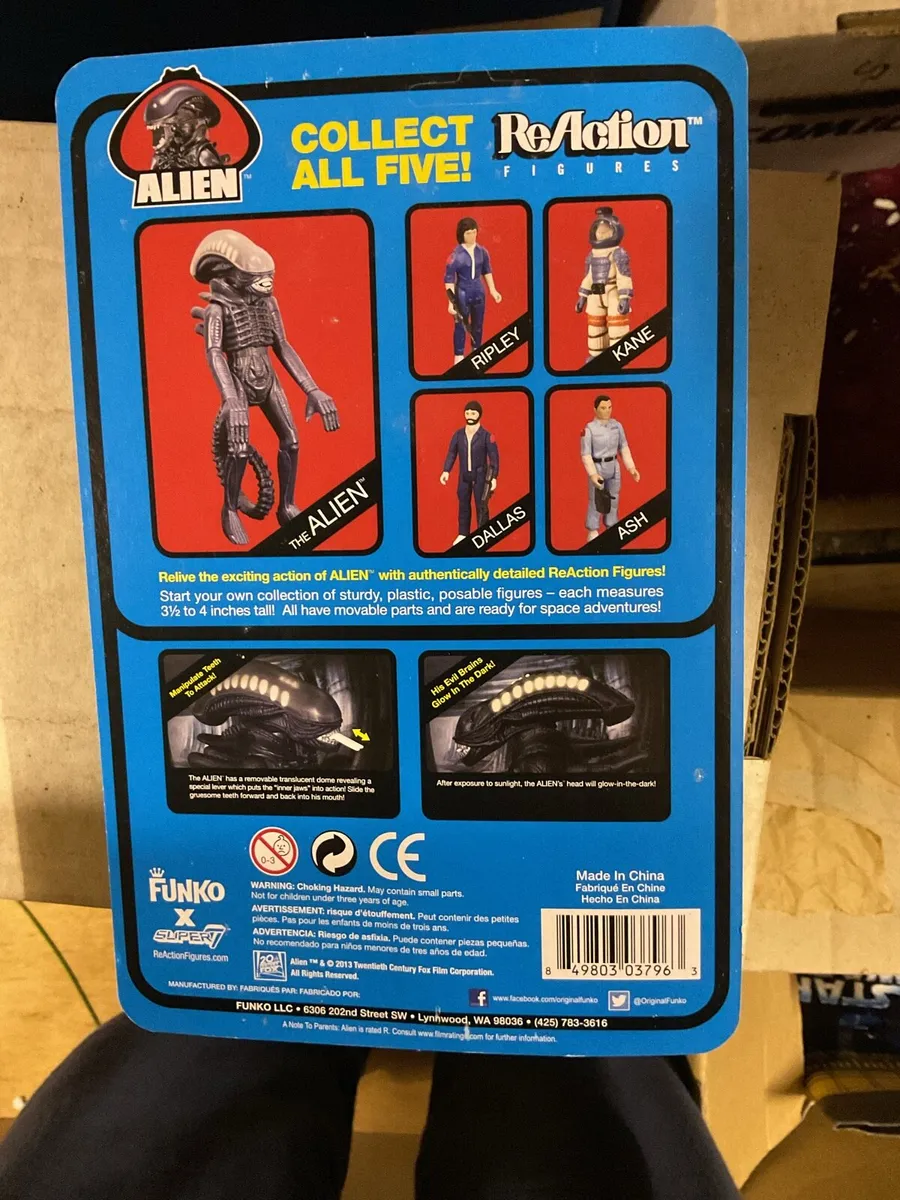 ALIEN™
COLLECT
ALL FIVE!
ReAction™
FIGURES
THE ALIEN™
RIPLEY
KANE
DALLAS
ASH
Relive the exciting action of ALIEN™ with authentically detailed ReAction Figures!
Start your own collection of sturdy, plastic, posable figures – each measures
3½ to 4 inches tall! All have movable parts and are ready for space adventures!
Manipulate Teeth
To Attack!
The ALIEN™ has a removable translucent dome revealing a
special lever which puts the "inner jaws" into action! Slide the
gruesome teeth forward and back into his mouth!
His Evil Brains
Glow In The Dark!
After exposure to sunlight, the ALIEN's™ head will glow-in-the-dark!
0-3
CE
FUNKO
X
SUPER7
ReActionFigures.com
WARNING: Choking Hazard. May contain small parts.
Not for children under three years of age.
AVERTISSEMENT: risque d'étouffement. Peut contenir des petites
pièces. Pas pour les enfants de moins de trois ans.
ADVERTENCIA: Riesgo de asfixia. Puede contener piezas pequeñas.
No recomendado para niños menores de tres años de edad.
20th CENTURY FOX
Alien ™ & © 2013 Twentieth Century Fox Film Corporation.
All Rights Reserved.
Made In China
Fabriqué En Chine
Hecho En China
8 49803 03796 3
MANUFACTURED BY: FABRIQUÉS PAR: FABRICADO POR:
www.facebook.com/originalfunko
@OriginalFunko
FUNKO LLC • 6306 202nd Street SW • Lynnwood, WA 98036 • (425) 783-3616
A Note To Parents: Alien is rated R. Consult www.filmratings.com for further information.
STAR